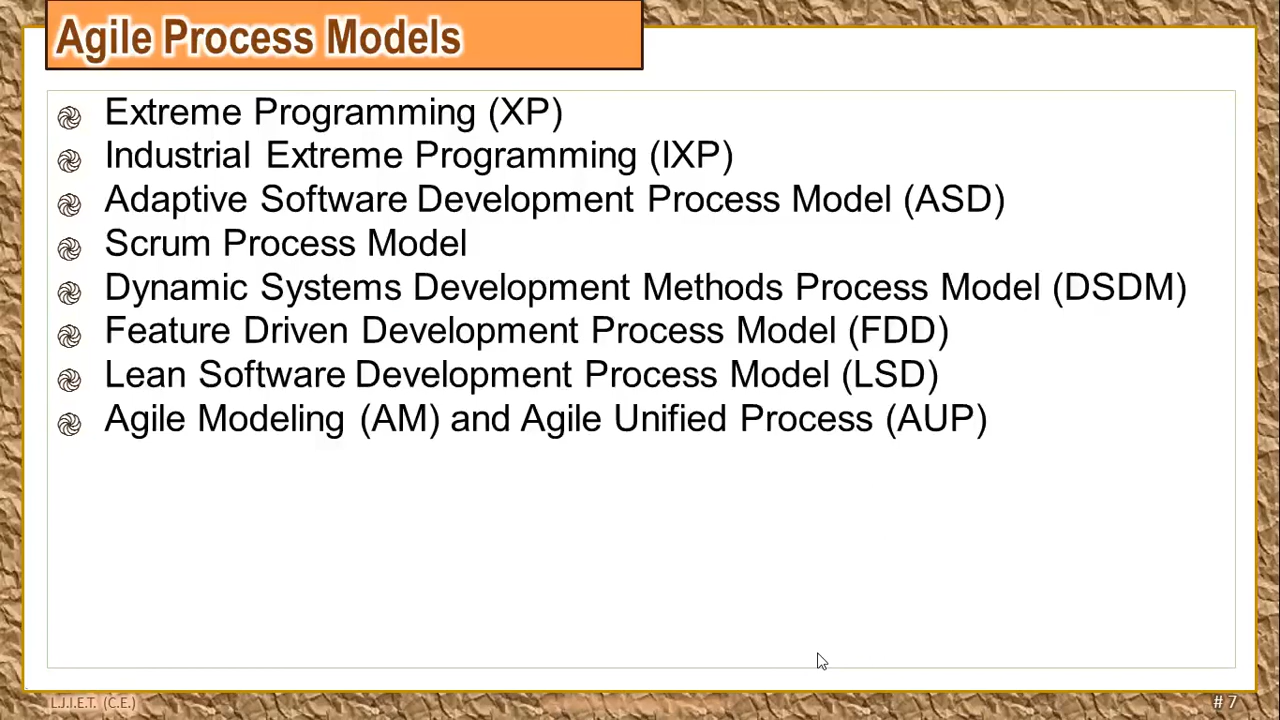 Agile Process Models
Extreme Programming (XP)
Industrial Extreme Programming (IXP)
Adaptive Software Development Process Model (ASD)
Scrum Process Model
Dynamic Systems Development Methods Process Model (DSDM)
Feature Driven Development Process Model (FDD)
Lean Software Development Process Model (LSD)
Agile Modeling (AM) and Agile Unified Process (AUP)
L.J.I.E.T. (C.E.)
# 7